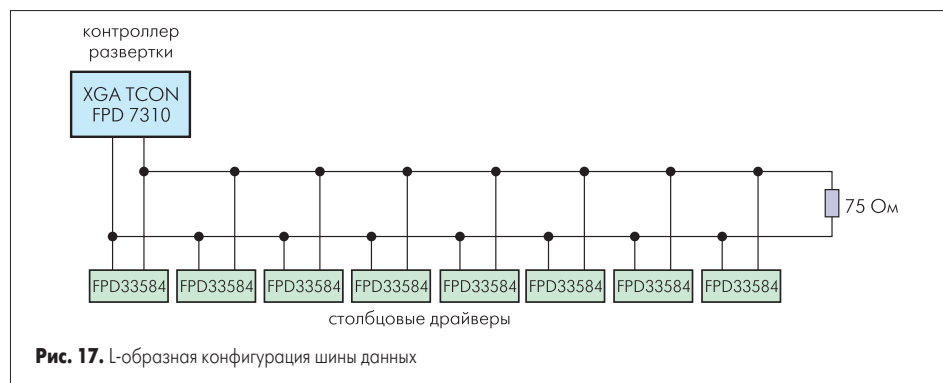 контроллер
развертки
XGA TCON
FPD 7310
75 Ом
FPD33584 FPD33584 FPD33584 FPD33584 FPD33584 FPD33584 FPD33584 FPD33584
столбцовые драйверы
Рис. 17. L-образная конфигурация шины данных